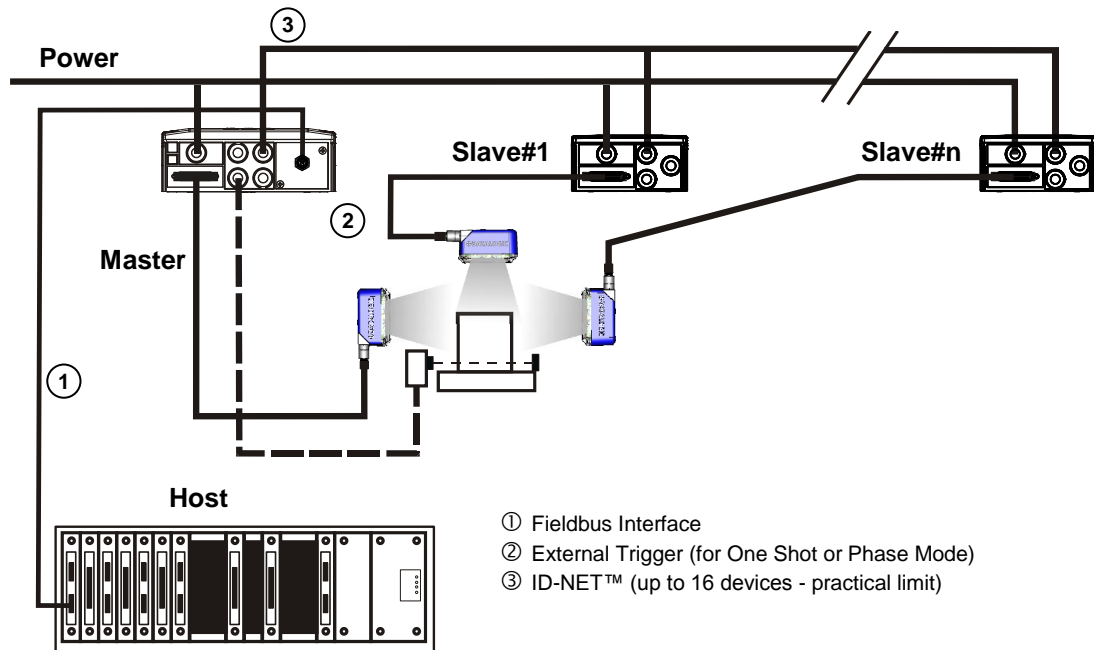 ③
Power
Slave#1
Slave#n
②
Master
①
Host
① Fieldbus Interface
② External Trigger (for One Shot or Phase Mode)
③ ID-NET™ (up to 16 devices - practical limit)